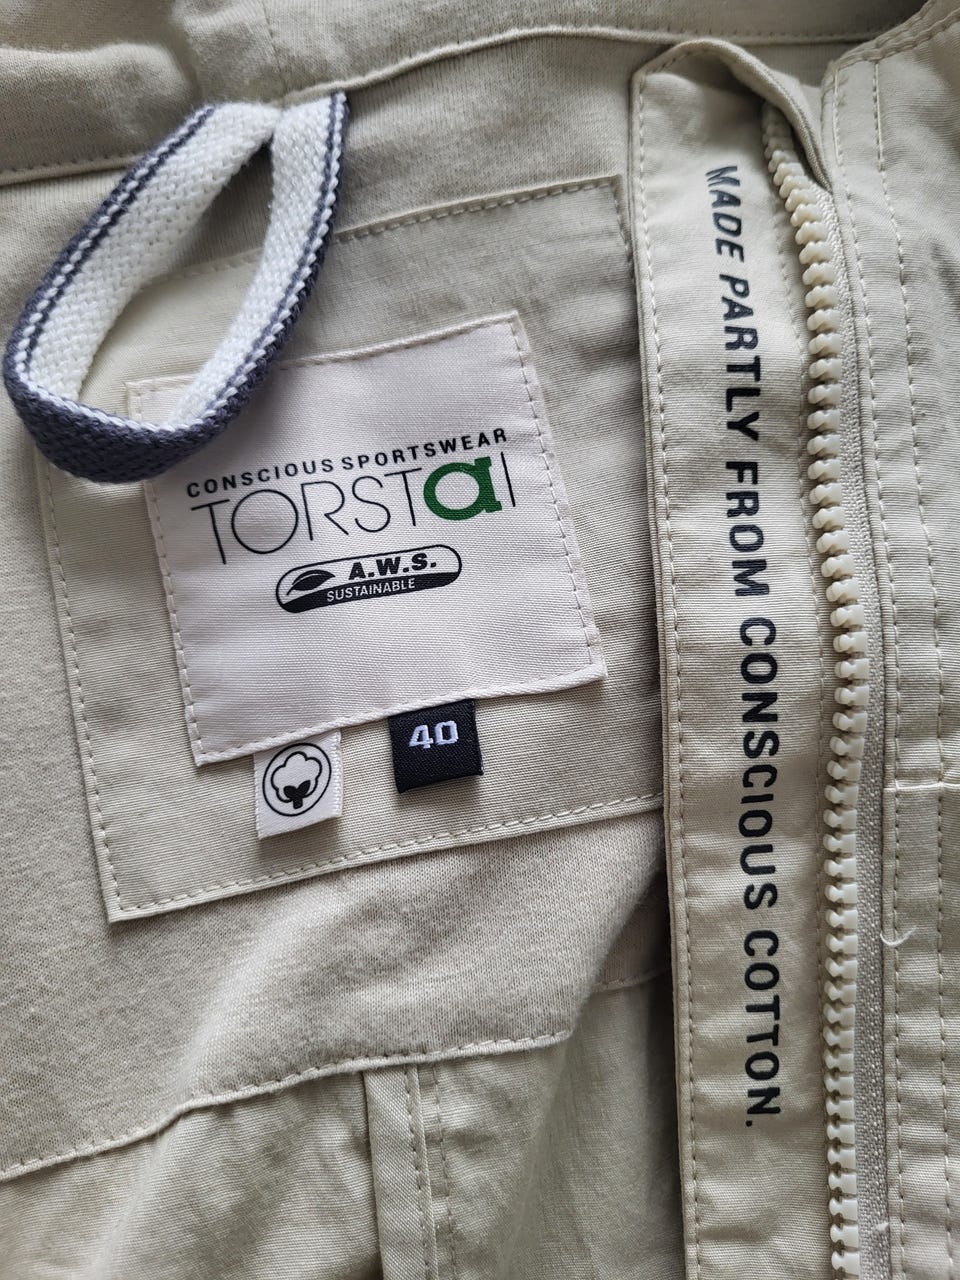 CONSCIOUS SPORTSWEAR
TORSTAI
A.W.S.
SUSTAINABLE
40
MADE PARTLY FROM CONSCIOUS COTTON.